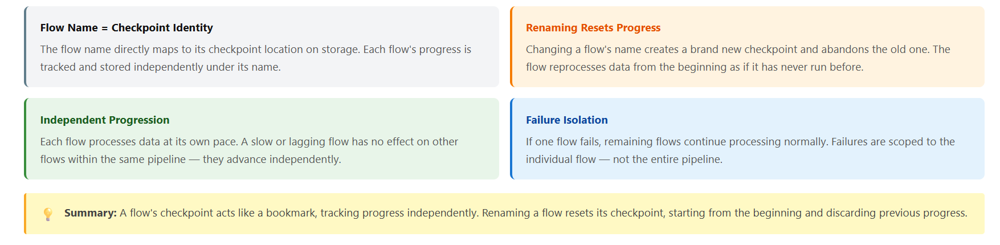 Flow Name = Checkpoint Identity
The flow name directly maps to its checkpoint location on storage. Each flow's progress is
tracked and stored independently under its name.
Renaming Resets Progress
Changing a flow's name creates a brand new checkpoint and abandons the old one. The
flow reprocesses data from the beginning as if it has never run before.
Independent Progression
Each flow processes data at its own pace. A slow or lagging flow has no effect on other
flows within the same pipeline — they advance independently.
Failure Isolation
If one flow fails, remaining flows continue processing normally. Failures are scoped to the
individual flow — not the entire pipeline.
Summary: A flow's checkpoint acts like a bookmark, tracking progress independently. Renaming a flow resets its checkpoint, starting from the beginning and discarding previous progress.